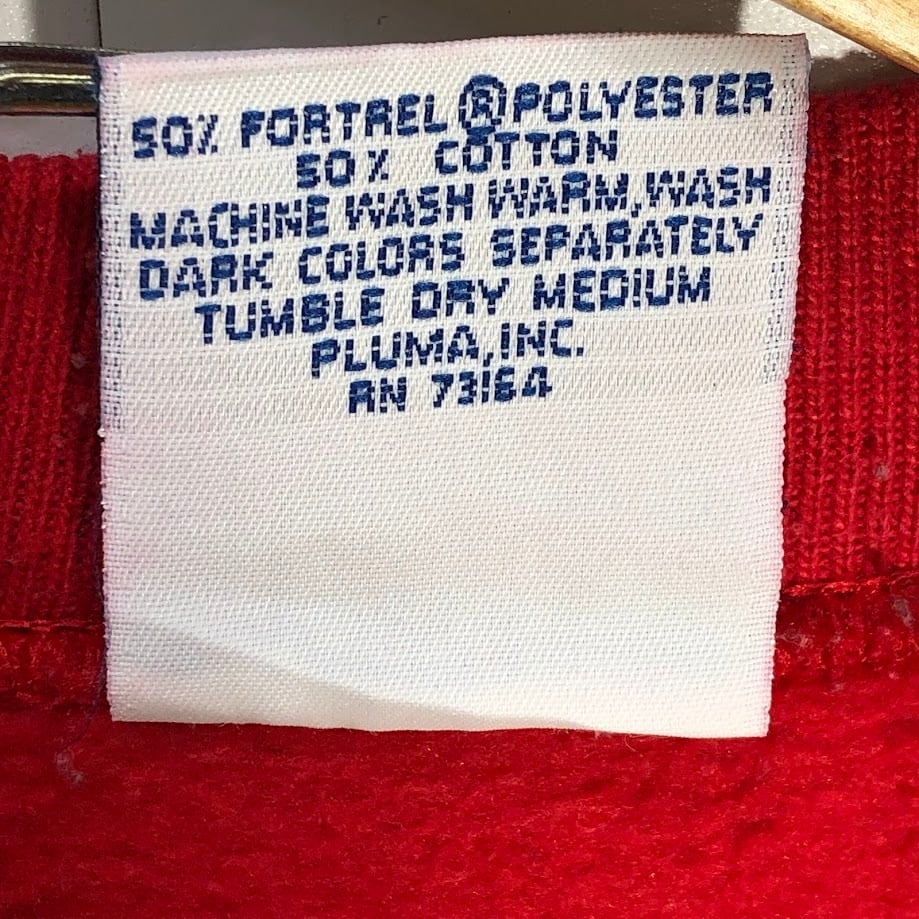 50% FORTREL ® POLYESTER
50% COTTON
MACHINE WASH WARM, WASH
DARK COLORS SEPARATELY
TUMBLE DRY MEDIUM
PLUMA, INC.
RN 73164